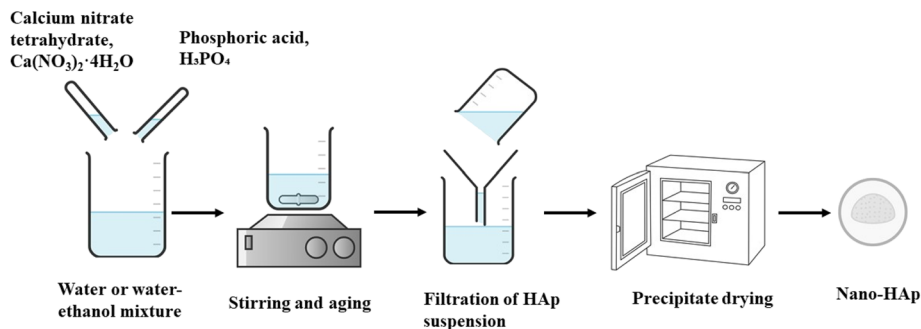 Calcium nitrate
tetrahydrate,
Ca(NO₃)₂·4H₂O
Phosphoric acid,
H₃PO₄
Water or water-
ethanol mixture
Stirring and aging
Filtration of HAp
suspension
Precipitate drying
Nano-HAp